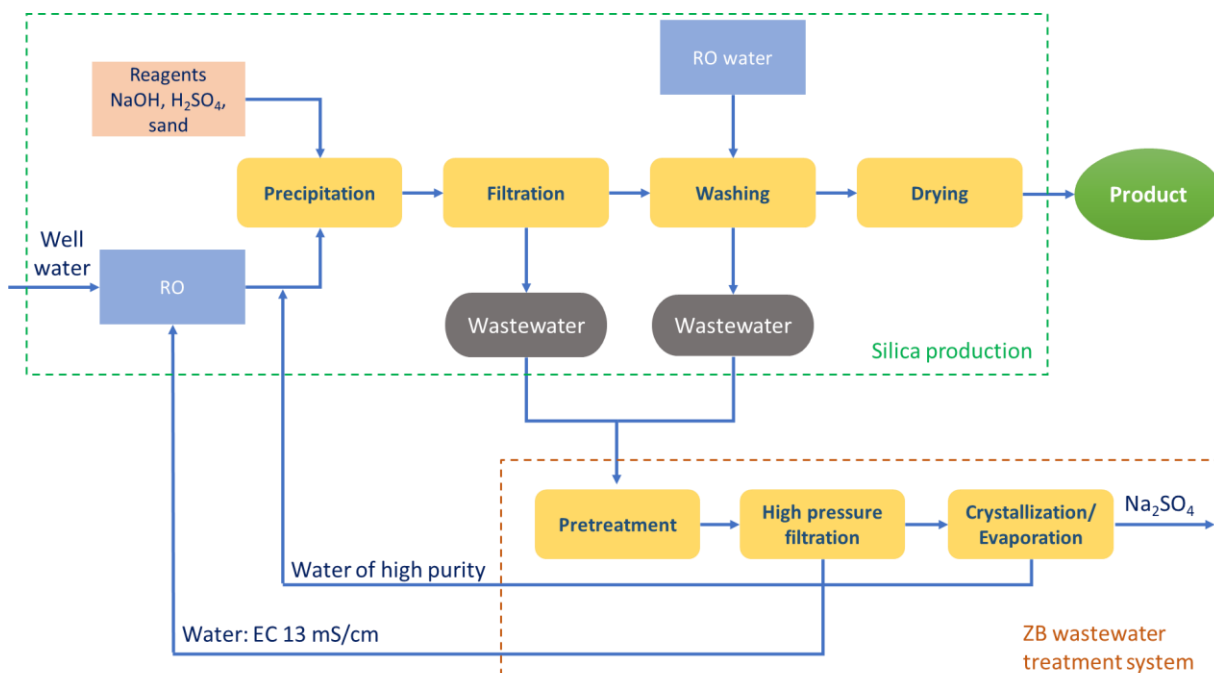 Reagents
NaOH, H₂SO₄,
sand
RO water
Precipitation
Filtration
Washing
Drying
Product
Well
water
RO
Wastewater
Wastewater
Silica production
Pretreatment
High pressure
filtration
Crystallization/
Evaporation
Na₂SO₄
Water of high purity
Water: EC 13 mS/cm
ZB wastewater
treatment system